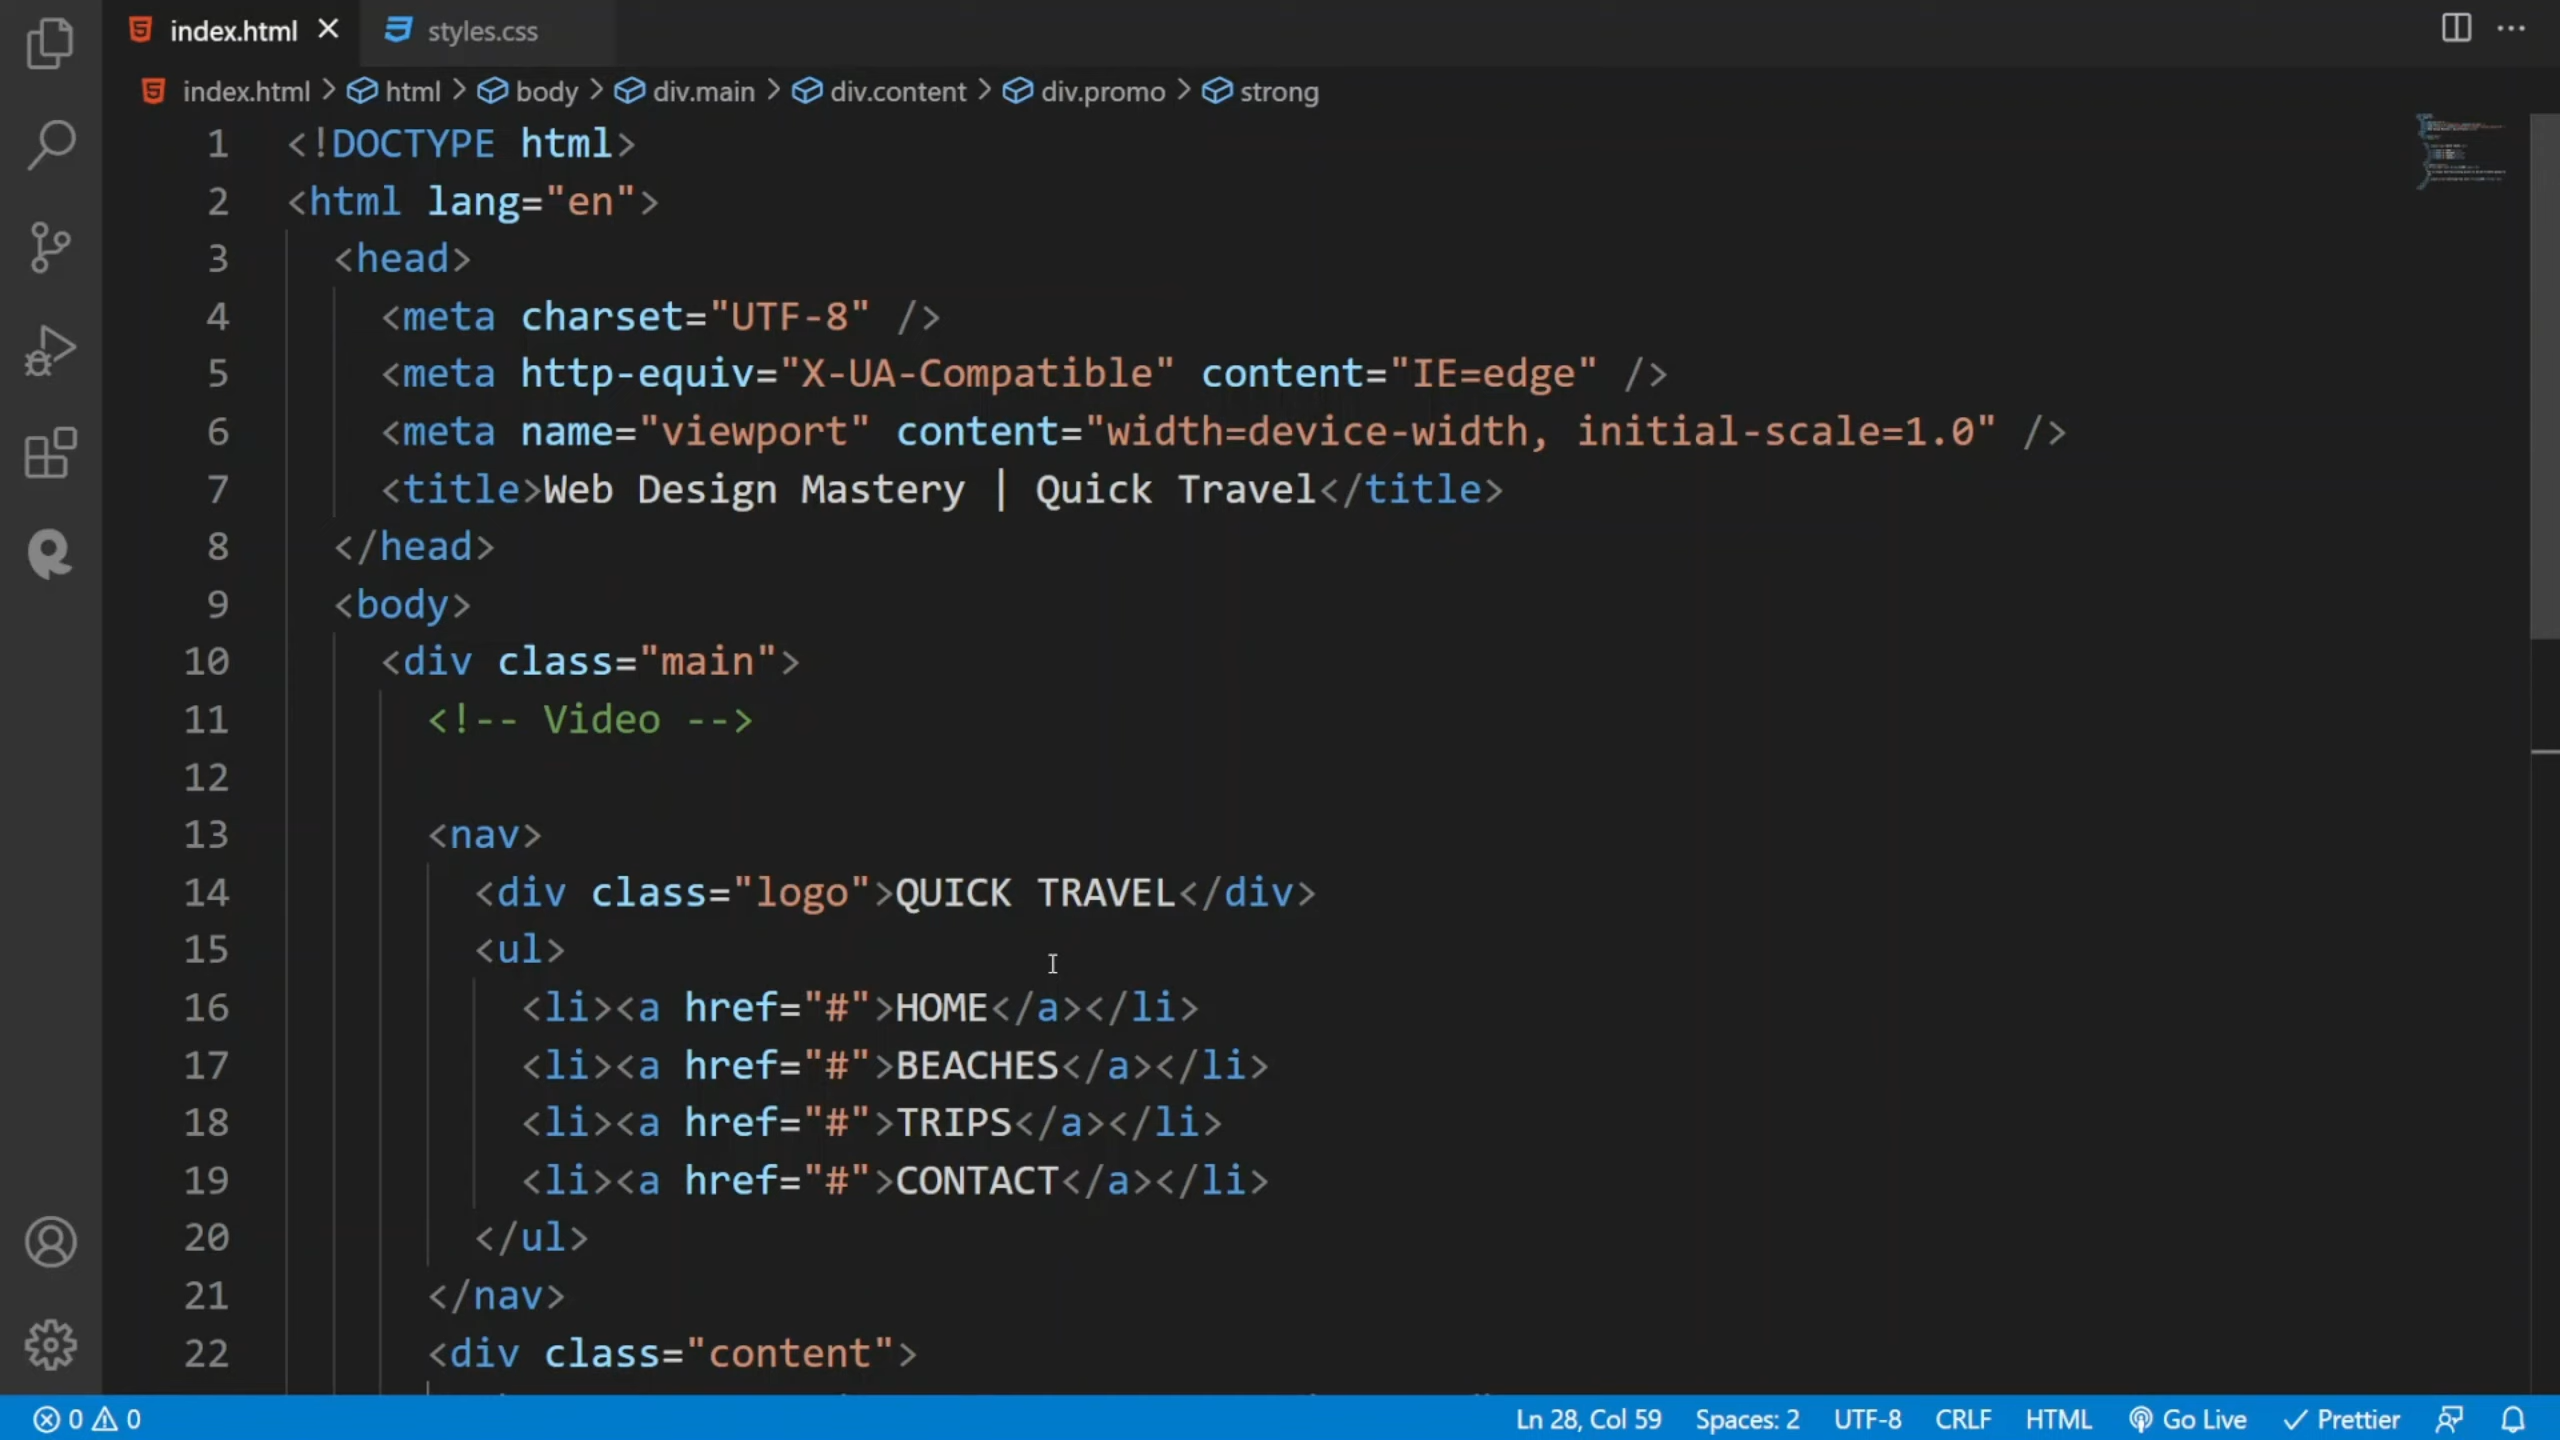 index.html styles.css
index.html > html > body > div.main > div.content > div.promo > strong
1 <!DOCTYPE html>
2 <html lang="en">
3 <head>
4 <meta charset="UTF-8" />
5 <meta http-equiv="X-UA-Compatible" content="IE=edge" />
6 <meta name="viewport" content="width=device-width, initial-scale=1.0" />
7 <title>Web Design Mastery | Quick Travel</title>
8 </head>
9 <body>
10 <div class="main">
11 <!-- Video -->
12
13 <nav>
14 <div class="logo">QUICK TRAVEL</div>
15 <ul>
16 <li><a href="#">HOME</a></li>
17 <li><a href="#">BEACHES</a></li>
18 <li><a href="#">TRIPS</a></li>
19 <li><a href="#">CONTACT</a></li>
20 </ul>
21 </nav>
22 <div class="content">
0 0 Ln 28, Col 59 Spaces: 2 UTF-8 CRLF HTML Go Live Prettier